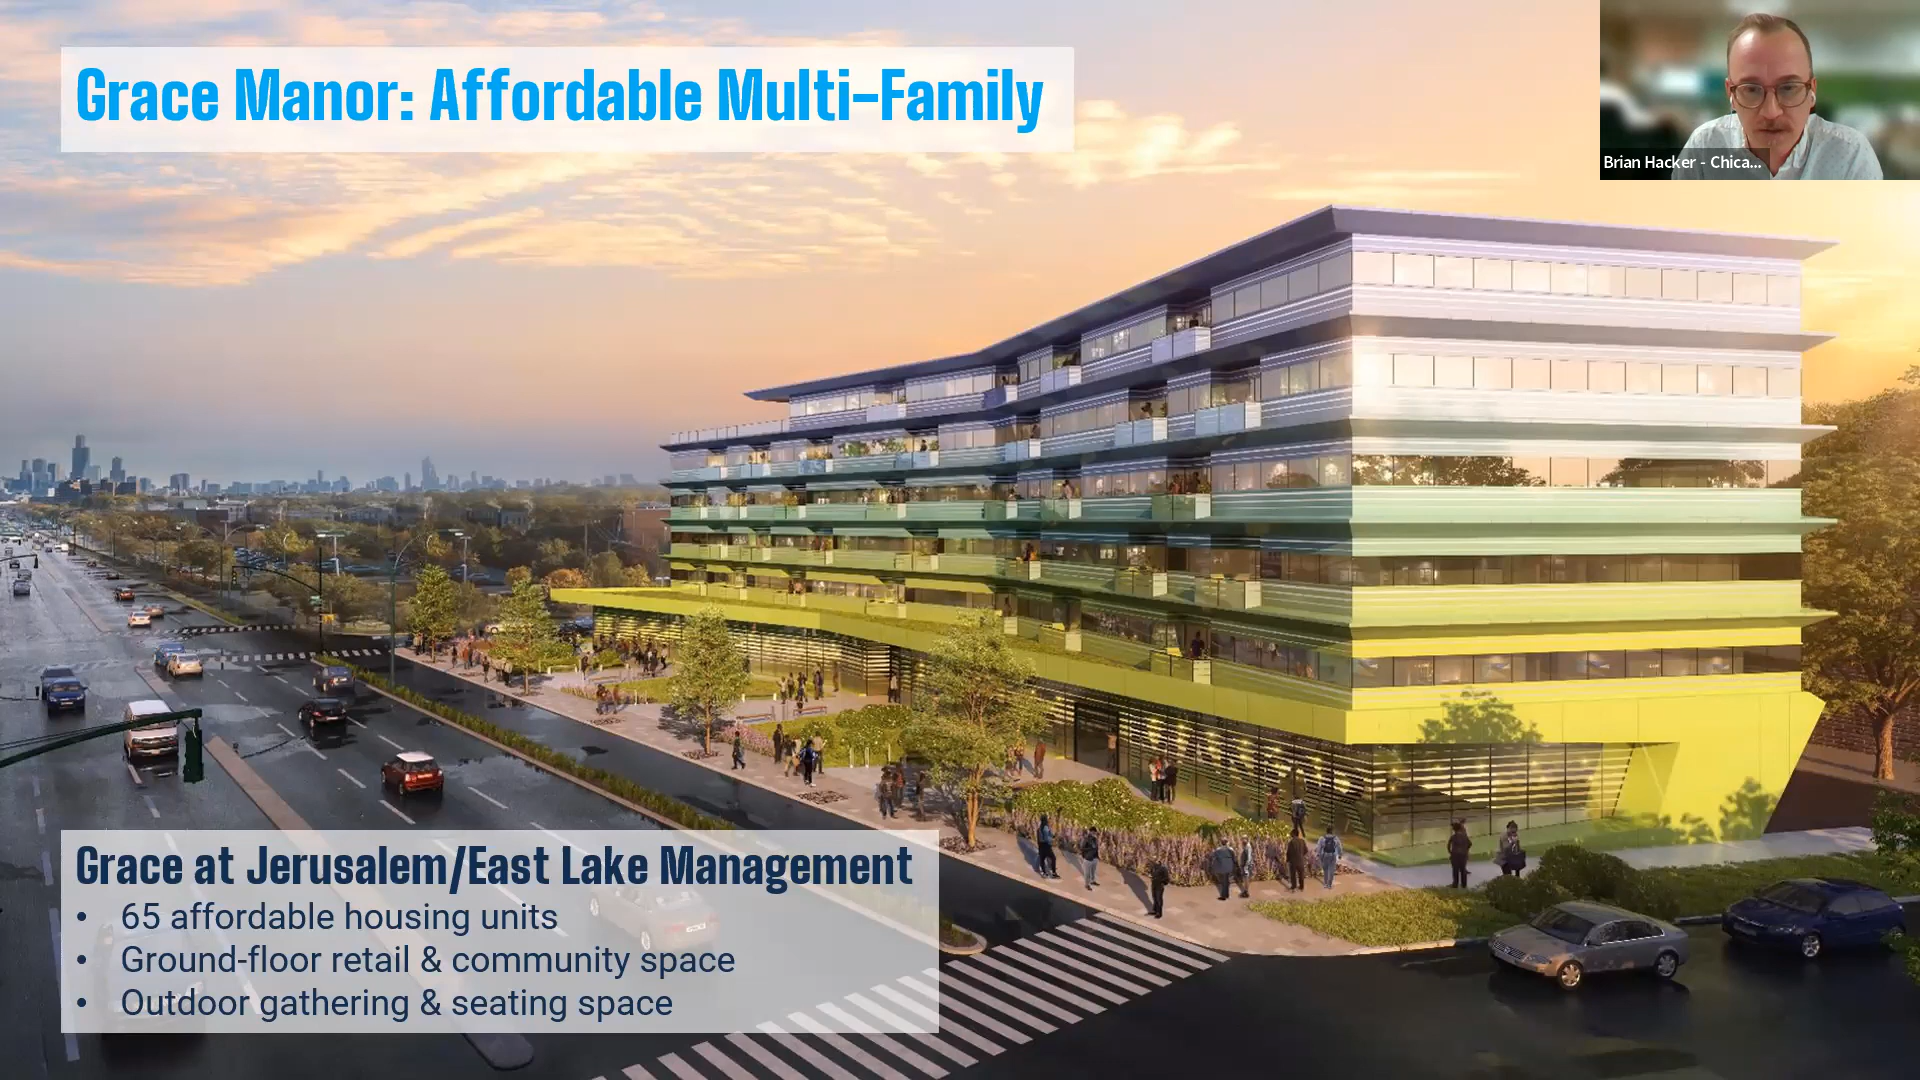 Grace Manor: Affordable Multi-Family
Brian Hacker - Chica...
Grace at Jerusalem/East Lake Management
• 65 affordable housing units
• Ground-floor retail & community space
• Outdoor gathering & seating space